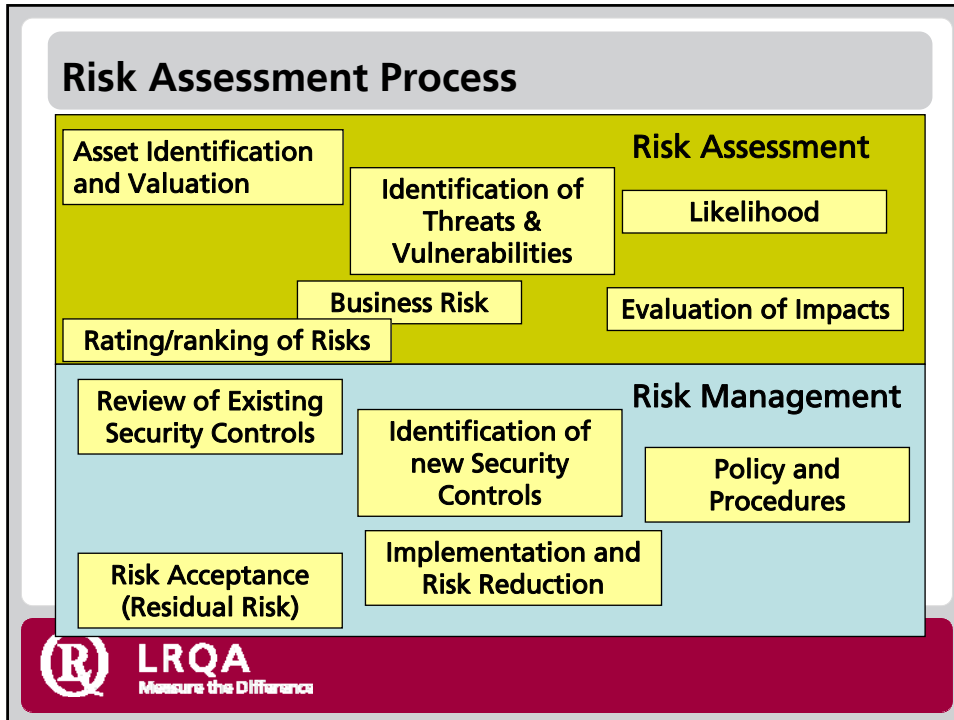 Risk Assessment Process
Asset Identification
and Valuation
Risk Assessment
Identification of
Threats &
Vulnerabilities
Likelihood
Business Risk
Evaluation of Impacts
Rating/ranking of Risks
Review of Existing
Security Controls
Risk Management
Identification of
new Security
Controls
Policy and
Procedures
Implementation and
Risk Reduction
Risk Acceptance
(Residual Risk)
LRQA
Measure the Difference